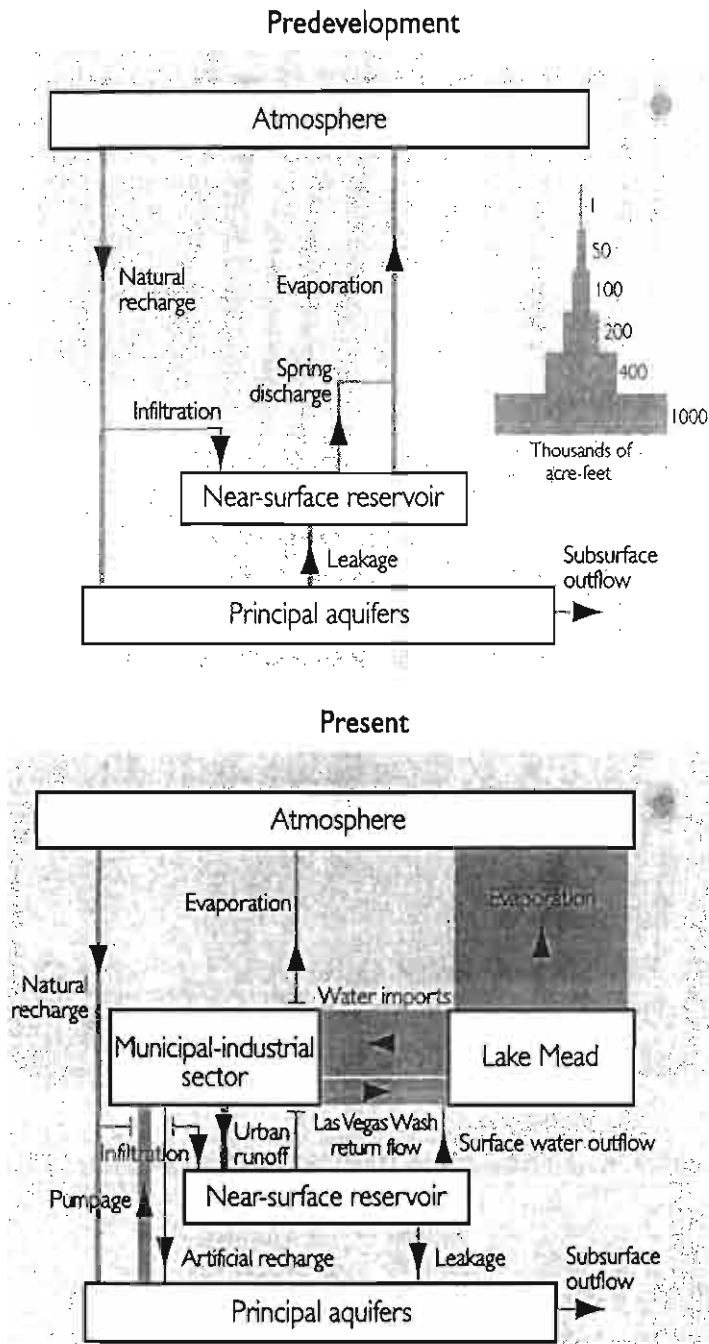 Predevelopment
Atmosphere
Natural
recharge
Evaporation
1
50
100
200
400
1000
Thousands of
acre-feet
Spring
discharge
Infiltration
Near-surface reservoir
Leakage
Subsurface
outflow
Principal aquifers
Present
Atmosphere
Evaporation
Evaporation
Natural
recharge
Water imports
Municipal-industrial
sector
Lake Mead
Infiltration
Urban
runoff
Las Vegas Wash
return flow
Surface water outflow
Pumpage
Near-surface reservoir
Artificial recharge
Leakage
Subsurface
outflow
Principal aquifers